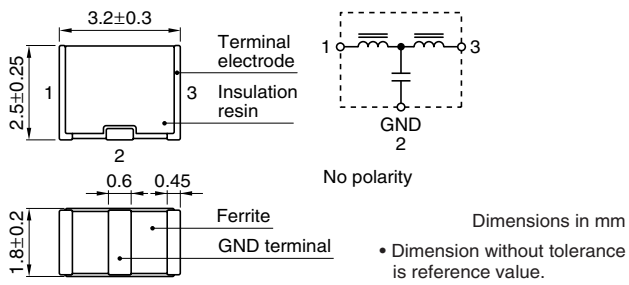 3.2±0.3
2.5±0.25
1
3
2
Terminal
electrode
Insulation
resin
1
3
GND
2
No polarity
0.6
0.45
1.8±0.2
Ferrite
GND terminal
Dimensions in mm
• Dimension without tolerance
is reference value.